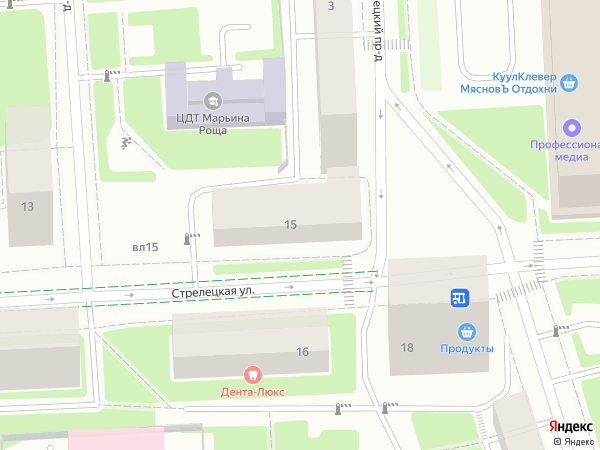 3
р-д
ецкий пр-д
КуулКлевер
МясновЪ Отдохни
ЦДТ Марьина
Роща
Профессиона
медиа
13
15
вл15
Стрелецкая ул.
16
18
Продукты
Дента-Люкс
Яндекс
© Яндекс